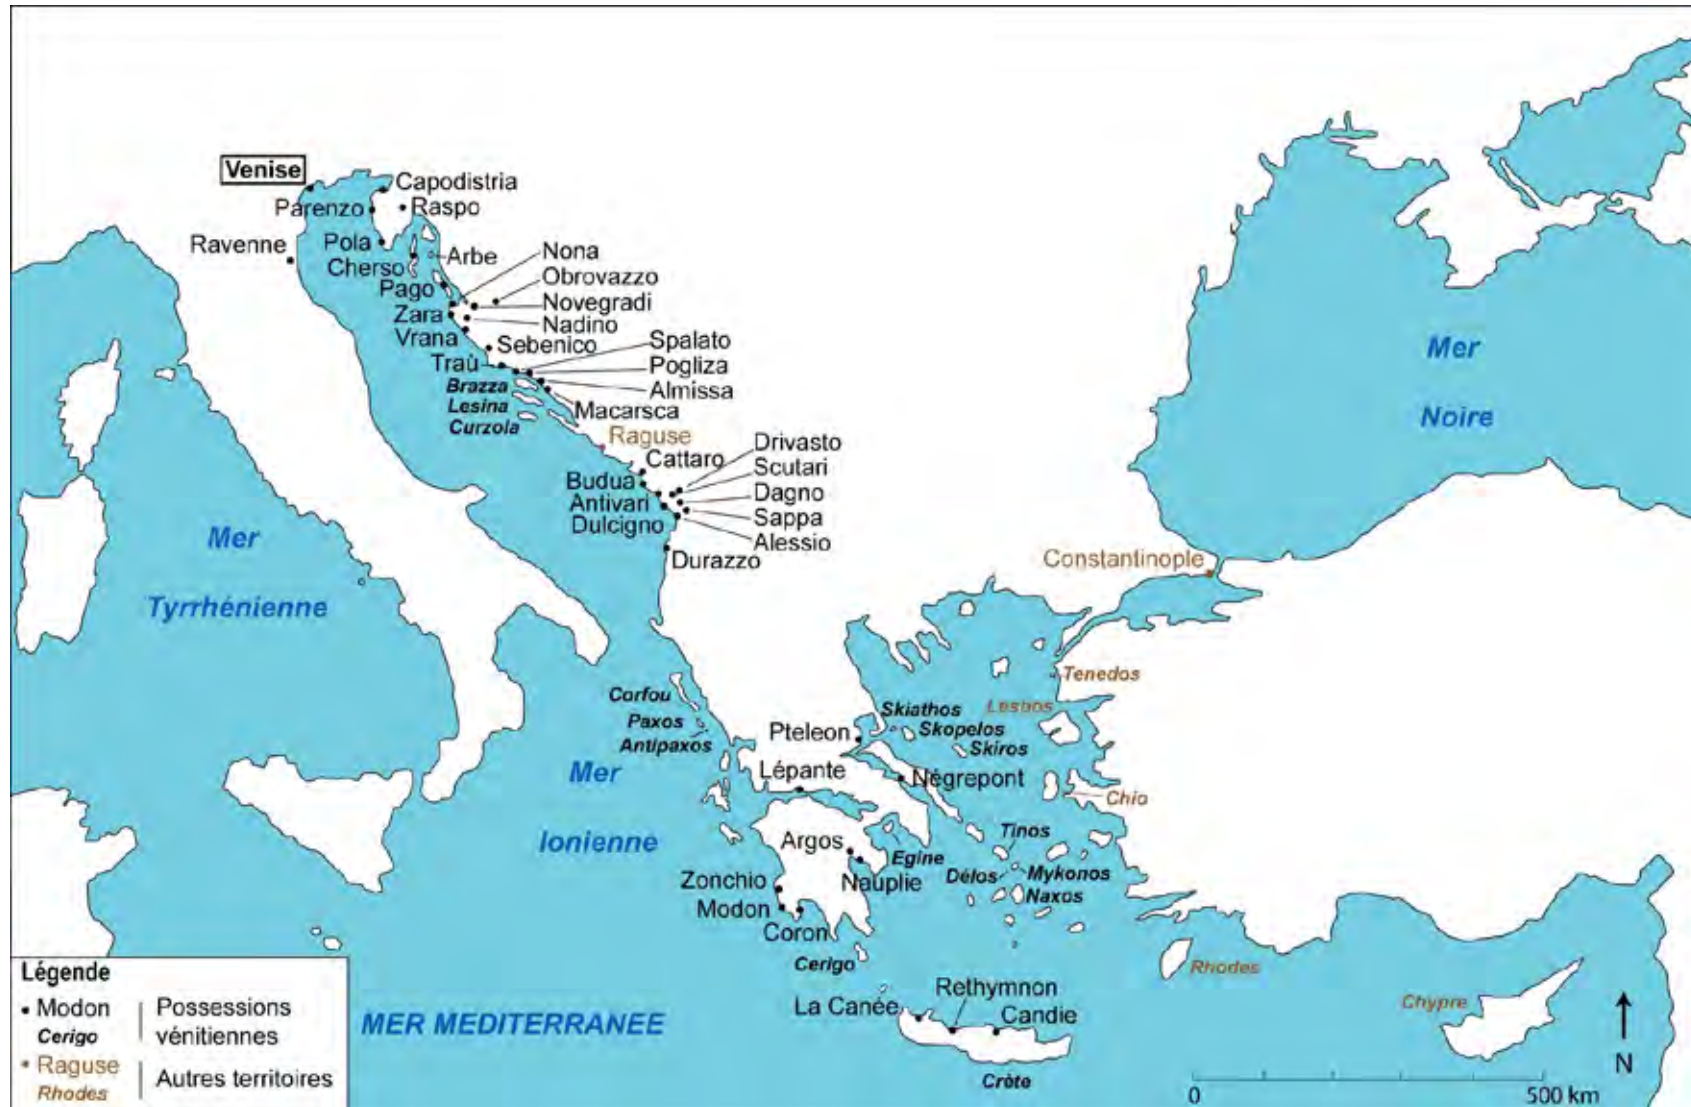 Venise
Capodistria
Parenzo
Raspo
Ravenne
Pola
Arbe
Cherso
Nona
Pago
Obrovazzo
Zara
Novegradi
Nadino
Vrana
Sebenico
Spalato
Traù
Pogliza
Brazza
Almissa
Lesina
Macarsca
Curzola
Raguse
Drivasto
Cattaro
Scutari
Budua
Dagno
Antivari
Sappa
Dulcigno
Alessio
Durazzo
Mer
Noire
Mer
Tyrrhénienne
Constantinople
Tenedos
Corfou
Lesbos
Skiathos
Paxos
Pteleon
Skopelos
Antipaxos
Skiros
Mer
Ionienne
Lépante
Négrepont
Chio
Tinos
Argos
Egine
Zonchio
Nauplie
Délos
Mykonos
Naxos
Modon
Coron
Cerigo
Rhodes
Rethymnon
La Canée
Candie
Chypre
MER MEDITERRANEE
Crète
N
0 500 km
Légende
Modon
Cerigo
Possessions
vénitiennes
Raguse
Rhodes
Autres territoires